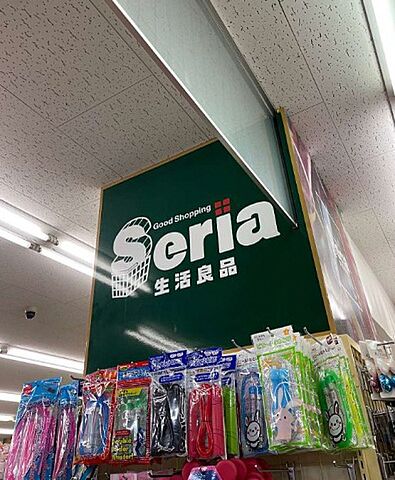 Good Shopping
Seria
生活良品